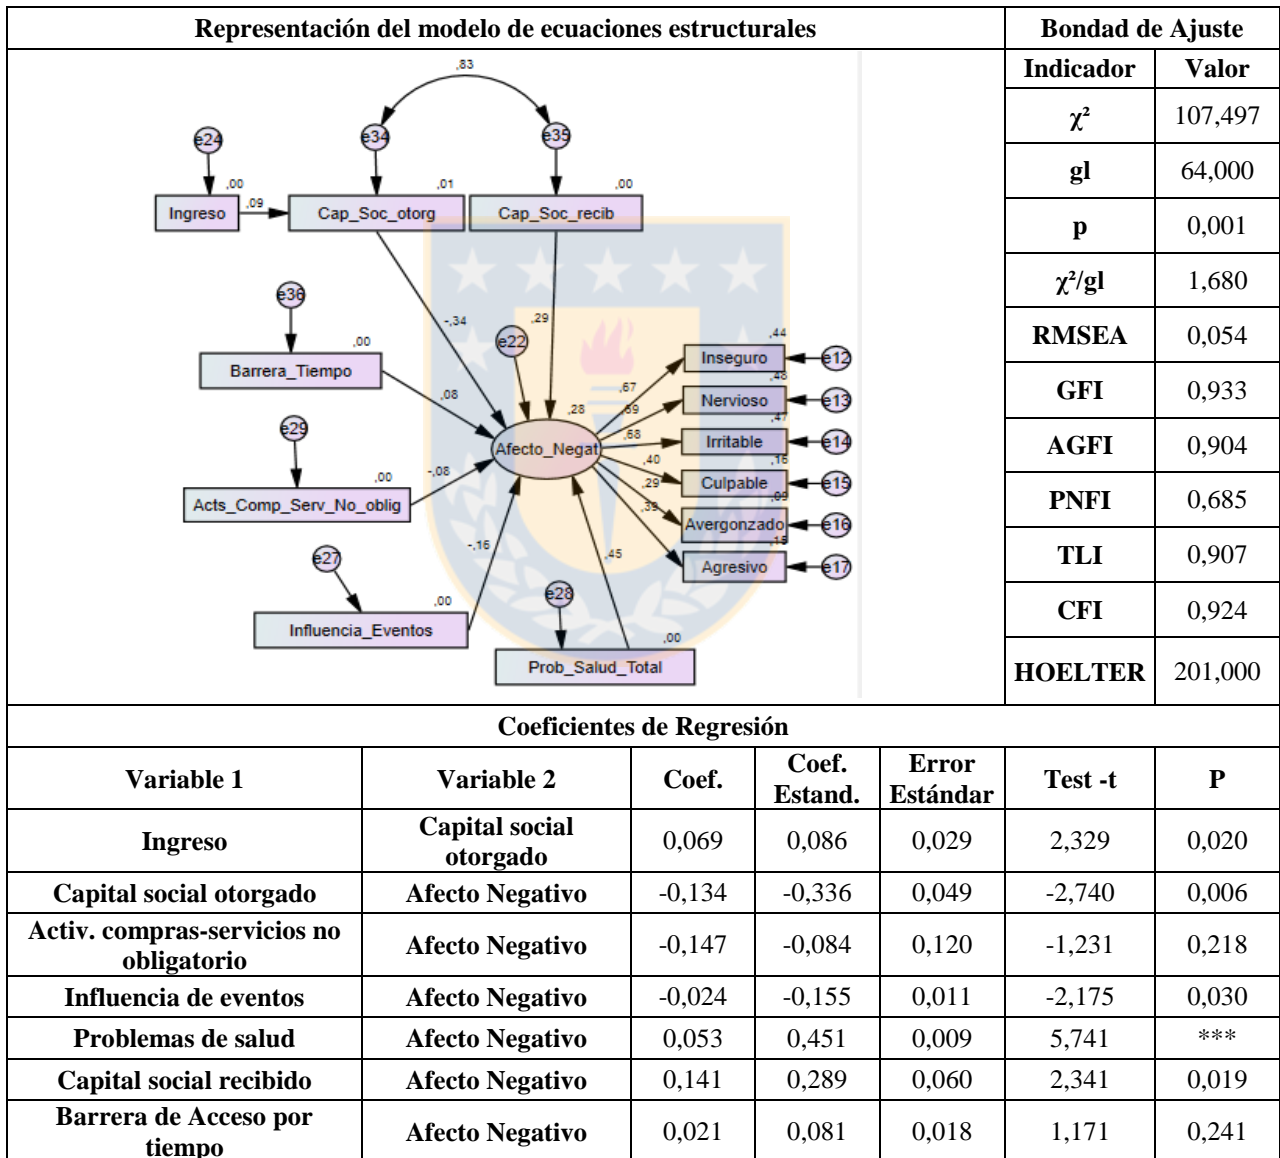 Representación del modelo de ecuaciones estructurales
Bondad de Ajuste
,83
e24
e34
e35
,00
,01
,00
Ingreso
,09
Cap_Soc_otorg
Cap_Soc_recib
e36
-,34
,29
e22
,44
,00
Inseguro
e12
Barrera_Tiempo
,67
,48
,08
Nervioso
e13
,28
,69
,47
e29
,68
Irritable
e14
Afecto_Negat
,16
,00
-,08
,40
Culpable
e15
,29
,09
Acts_Comp_Serv_No_oblig
,39
Avergonzado
e16
,15
e27
-,16
,45
Agresivo
e17
e28
,00
Influencia_Eventos
,00
Prob_Salud_Total
Indicador Valor
χ² 107,497
gl 64,000
p 0,001
χ²/gl 1,680
RMSEA 0,054
GFI 0,933
AGFI 0,904
PNFI 0,685
TLI 0,907
CFI 0,924
HOELTER 201,000
Coeficientes de Regresión
Variable 1 Variable 2 Coef. Coef. Estand. Error Estándar Test -t P
Ingreso Capital social otorgado 0,069 0,086 0,029 2,329 0,020
Capital social otorgado Afecto Negativo -0,134 -0,336 0,049 -2,740 0,006
Activ. compras-servicios no obligatorio Afecto Negativo -0,147 -0,084 0,120 -1,231 0,218
Influencia de eventos Afecto Negativo -0,024 -0,155 0,011 -2,175 0,030
Problemas de salud Afecto Negativo 0,053 0,451 0,009 5,741 ***
Capital social recibido Afecto Negativo 0,141 0,289 0,060 2,341 0,019
Barrera de Acceso por tiempo Afecto Negativo 0,021 0,081 0,018 1,171 0,241